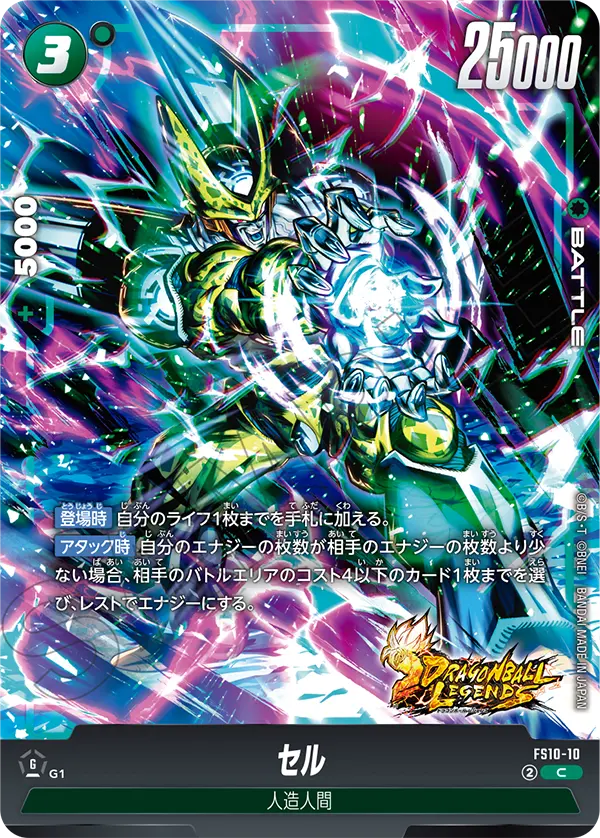 3
25000
+5000
BATTLE
登場時 自分のライフ1枚までを手札に加える。
アタック時 自分のエナジーの枚数が相手のエナジーの枚数より少
ない場合、相手のバトルエリアのコスト4以下のカード1枚までを選
び、レストでエナジーにする。
©B/S・T ©BNEI BANDAI MADE IN JAPAN
DRAGONBALL
LEGENDS
セル
FS10-10
G
G1
② C
人造人間